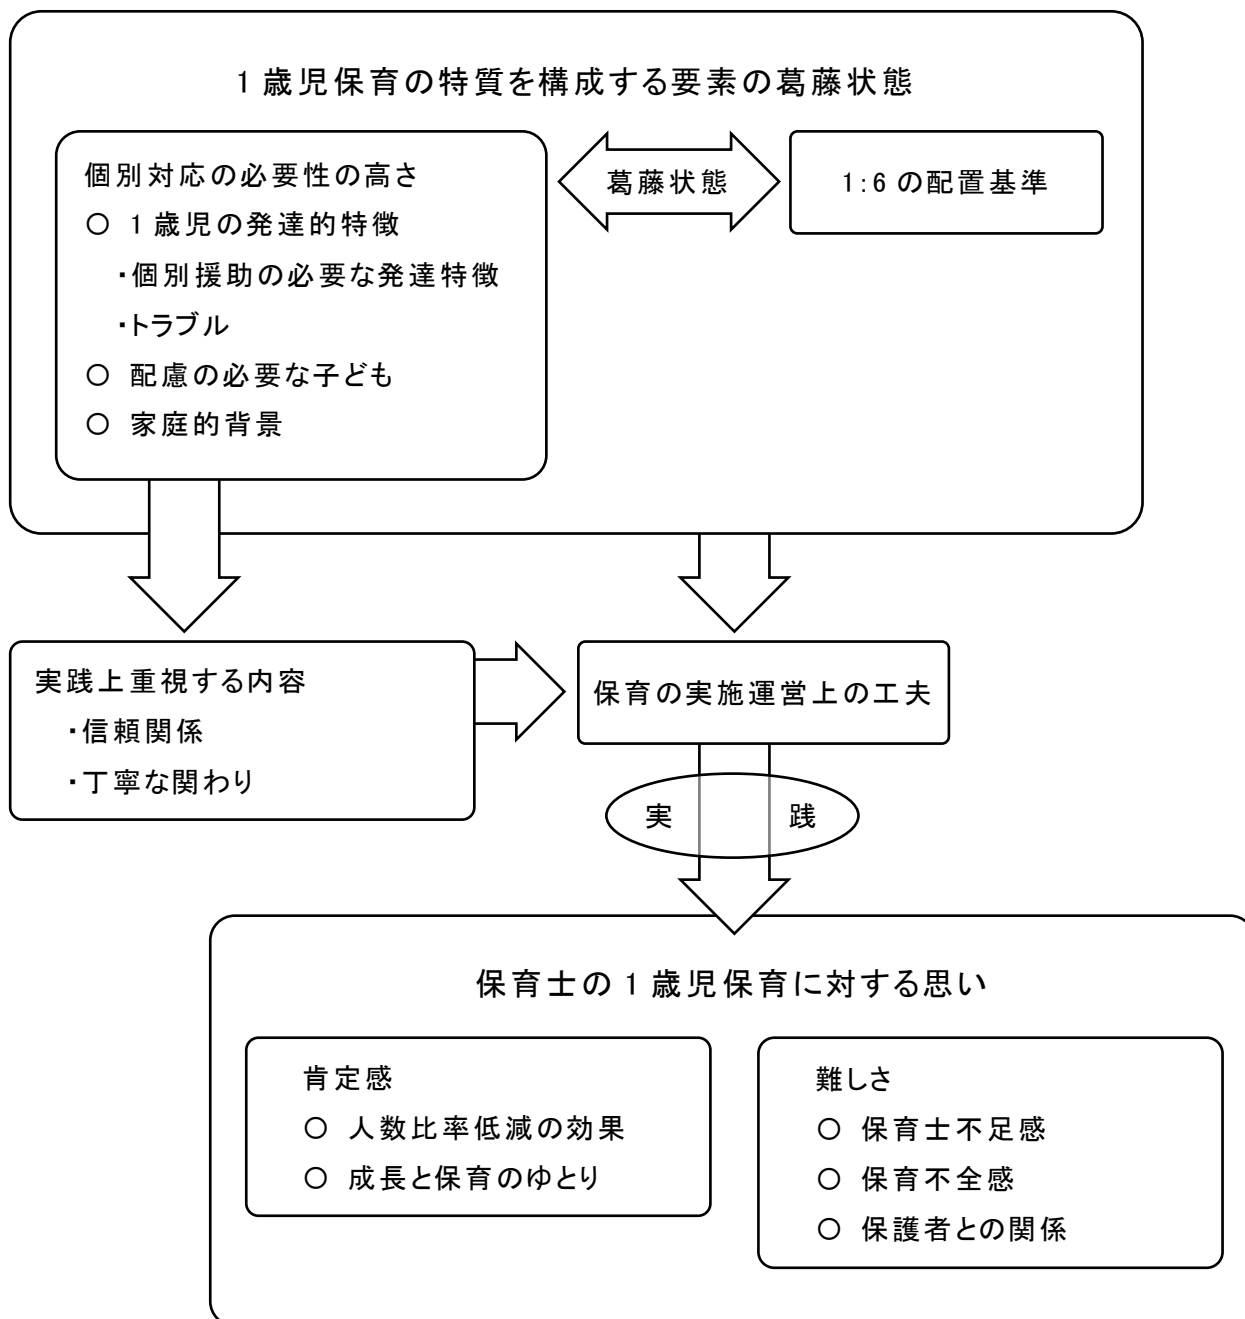 1歳児保育の特質を構成する要素の葛藤状態
個別対応の必要性の高さ
○ 1歳児の発達的特徴
・個別援助の必要な発達特徴
・トラブル
○ 配慮の必要な子ども
○ 家庭的背景
葛藤状態
1:6の配置基準
実践上重視する内容
・信頼関係
・丁寧な関わり
保育の実施運営上の工夫
実 践
保育士の1歳児保育に対する思い
肯定感
○ 人数比率低減の効果
○ 成長と保育のゆとり
難しさ
○ 保育士不足感
○ 保育不全感
○ 保護者との関係